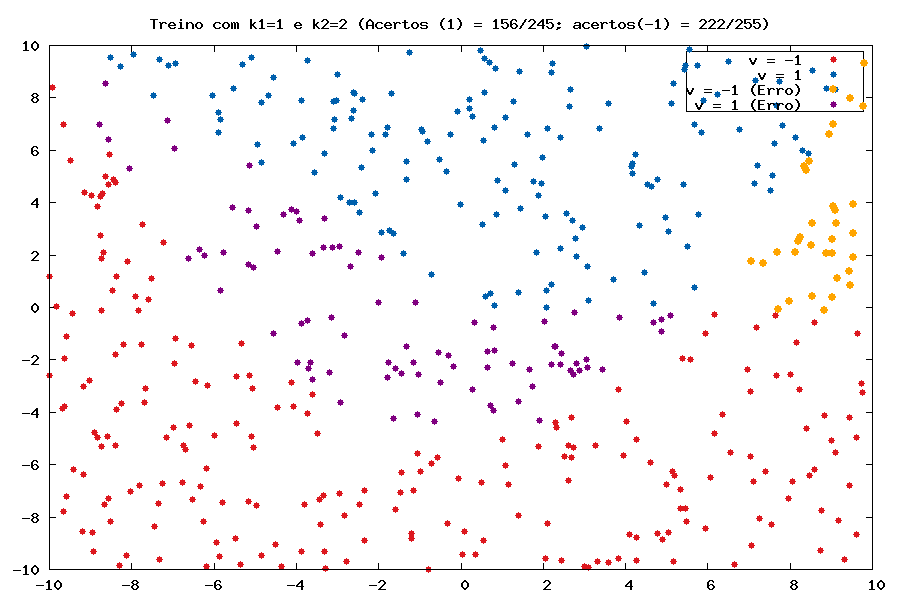 Treino com k1=1 e k2=2 (Acertos (1) = 156/245; acertos(-1) = 222/255)
10
v = -1
8
v = 1
v = -1 (Erro)
v = 1 (Erro)
6
4
2
0
-2
-4
-6
-8
-10
-10 -8 -6 -4 -2 0 2 4 6 8 10